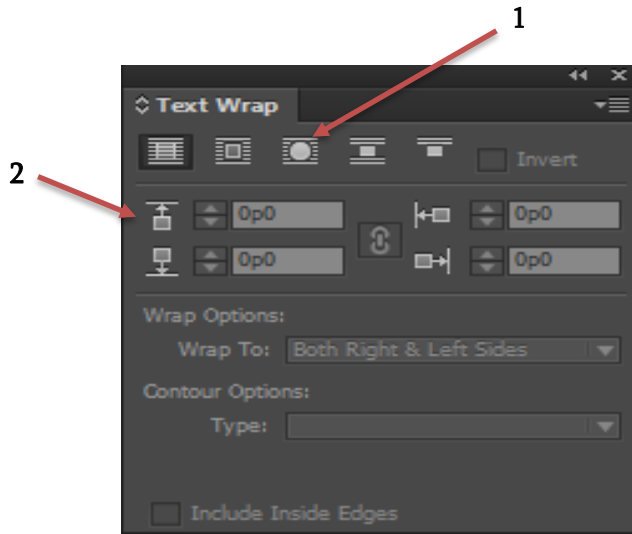 1
Text Wrap
Invert
2
0p0 0p0
0p0 0p0
Wrap Options:
Wrap To: Both Right & Left Sides
Contour Options:
Type:
Include Inside Edges